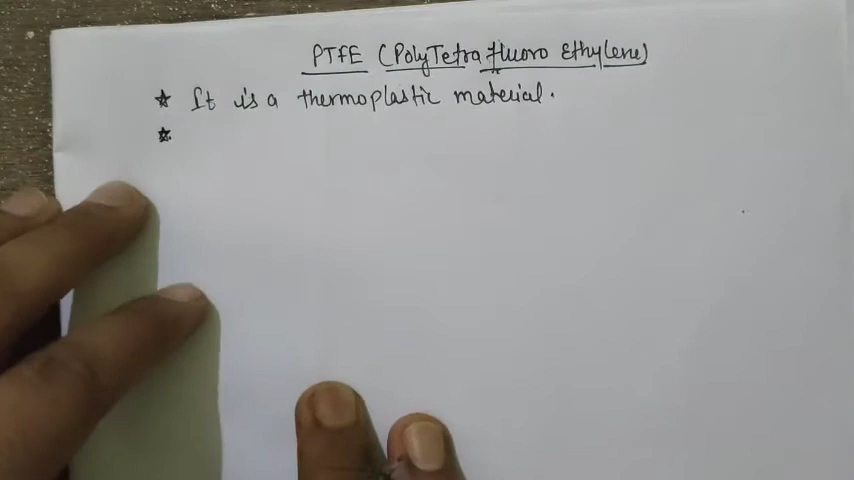 PTFE (PolyTetra fluoro Ethylene)
★ It is a thermoplastic material.
★